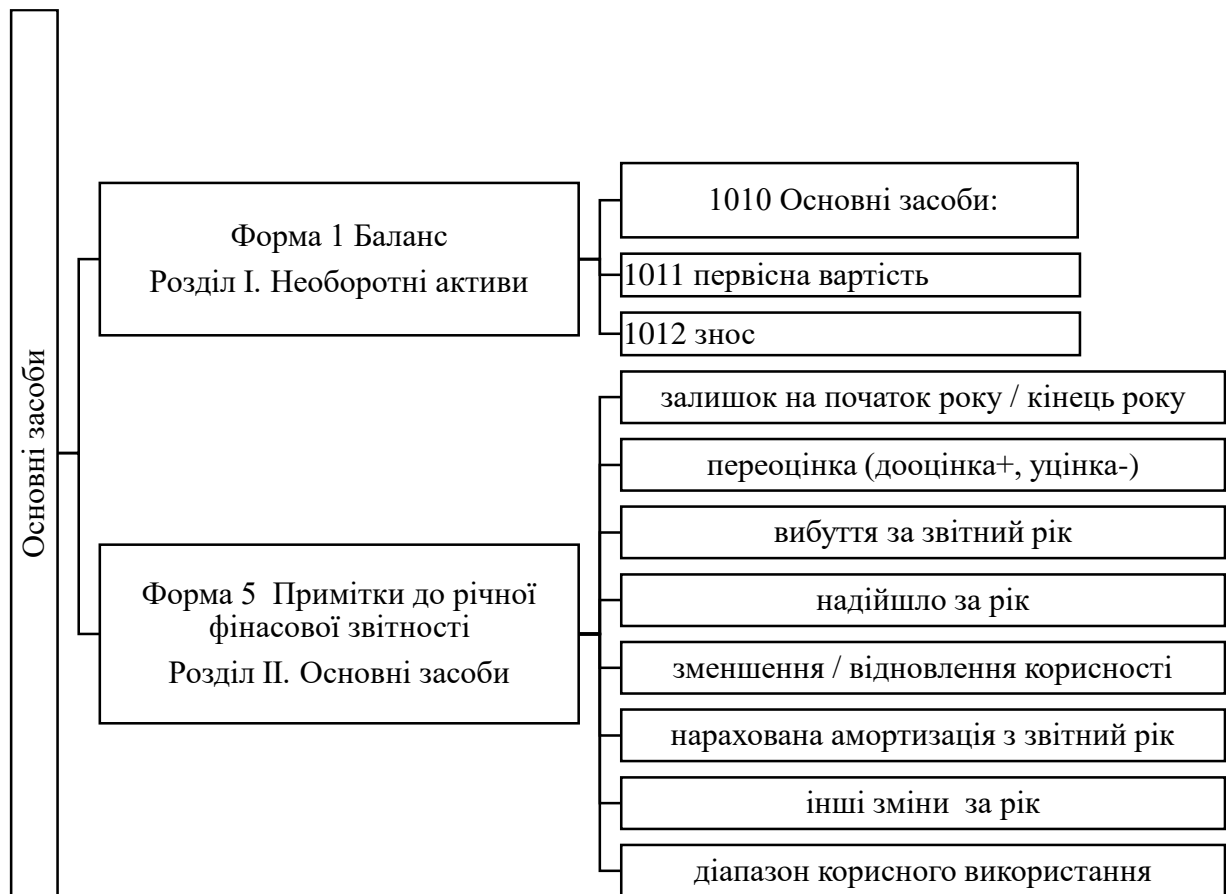 Основні засоби
Форма 1 Баланс
Розділ І. Необоротні активи
1010 Основні засоби:
1011 первісна вартість
1012 знос
Форма 5 Примітки до річної
фінасової звітності
Розділ ІІ. Основні засоби
залишок на початок року / кінець року
переоцінка (дооцінка+, уцінка-)
вибуття за звітний рік
надійшло за рік
зменшення / відновлення корисності
нарахована амортизація з звітний рік
інші зміни за рік
діапазон корисного використання